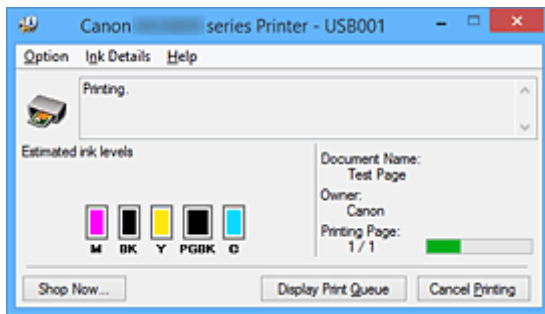 Canon series Printer - USB001
Option Ink Details Help
Printing.
Estimated ink levels
M BK Y PGBK C
Document Name:
Test Page
Owner:
Canon
Printing Page:
1 / 1
Shop Now...
Display Print Queue
Cancel Printing